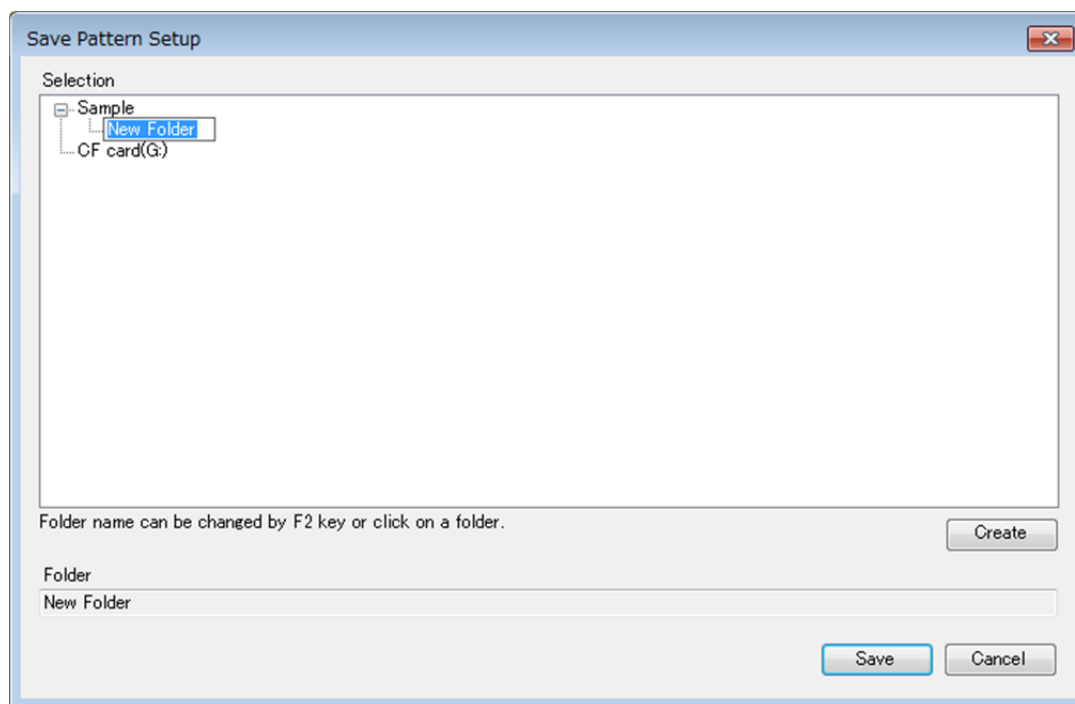 Save Pattern Setup
Selection
Sample
New Folder
CF card(G:)
Folder name can be changed by F2 key or click on a folder.
Create
Folder
New Folder
Save Cancel